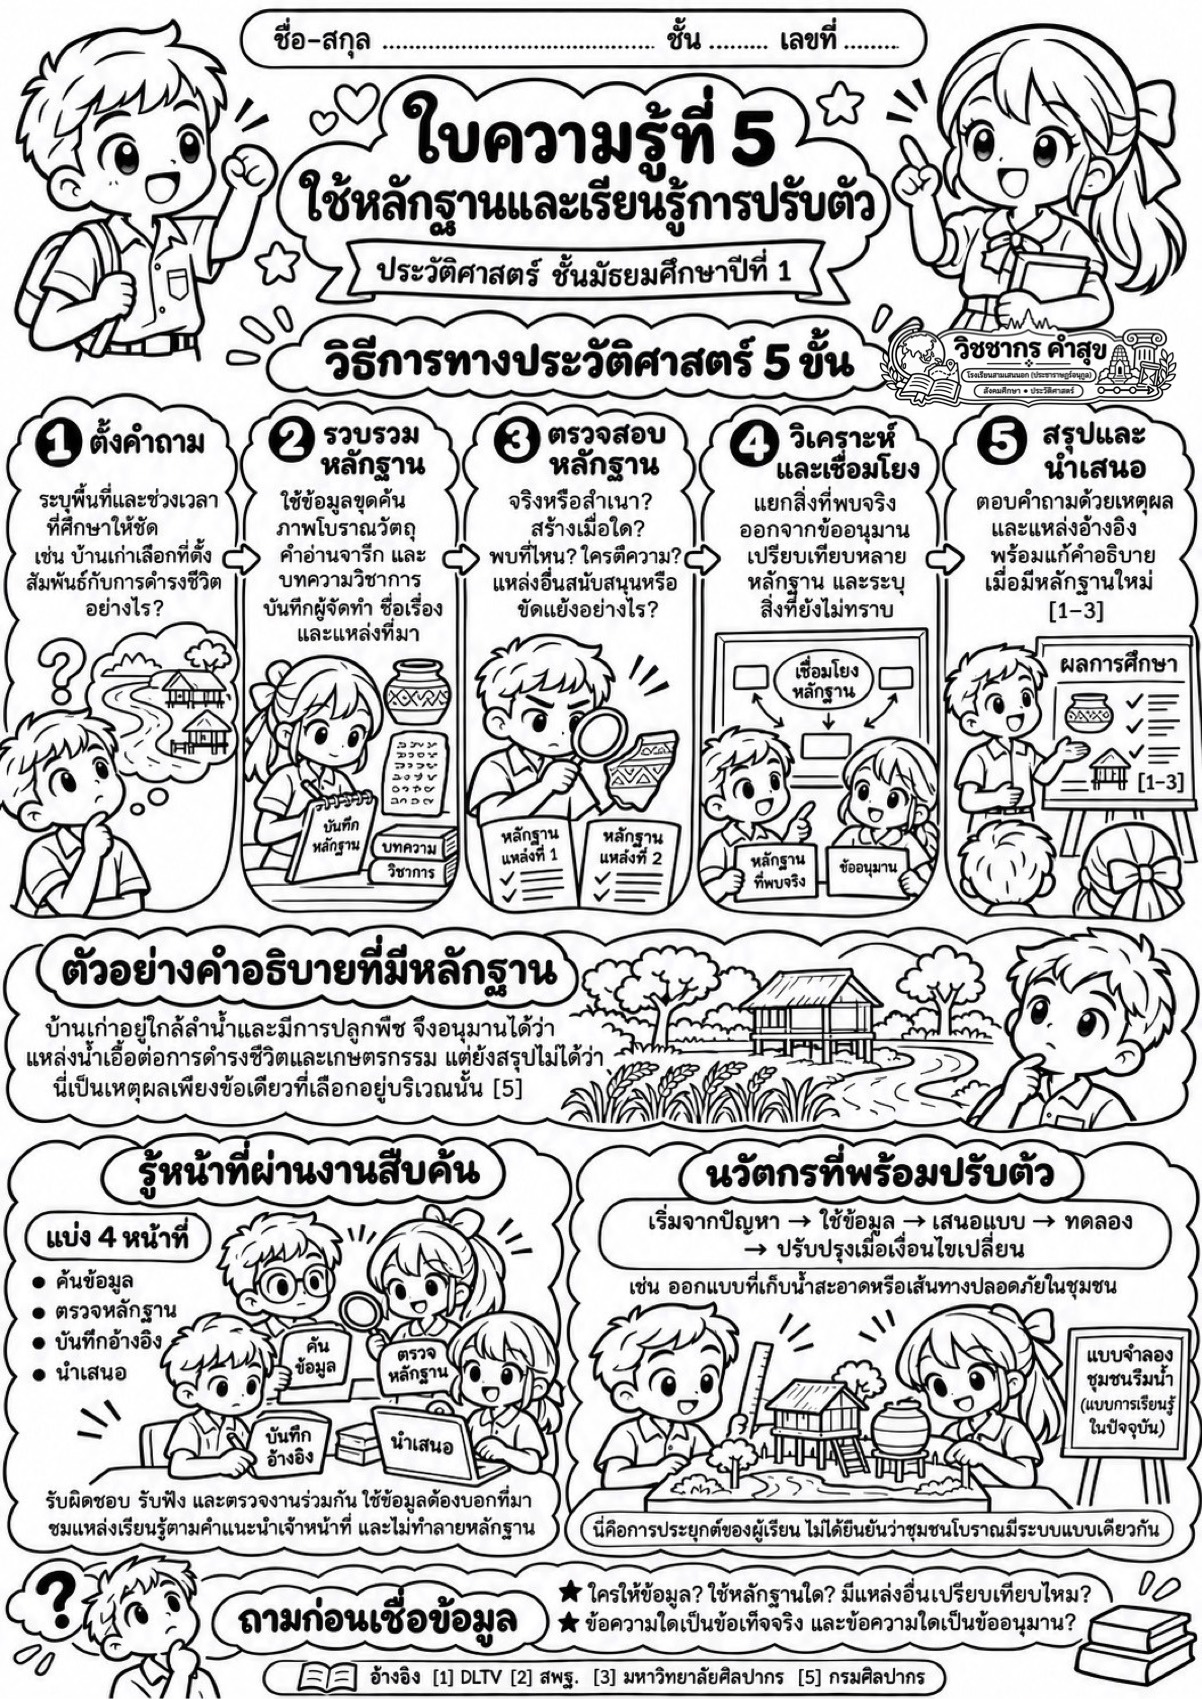 ชื่อ-สกุล ........................................ ชั้น ......... เลขที่ ........
ใบความรู้ที่ 5
ใช้หลักฐานและเรียนรู้การปรับตัว
ประวัติศาสตร์ ชั้นมัธยมศึกษาปีที่ 1
วิธีการทางประวัติศาสตร์ 5 ขั้น
วิชชากร คำสุข
โรงเรียนสามเสนนอก (ประชาราษฎร์อนุกูล)
สังคมศึกษา • ประวัติศาสตร์
1 ตั้งคำถาม
ระบุพื้นที่และช่วงเวลา
ที่ศึกษาให้ชัด
เช่น บ้านเก่าเลือกที่ตั้ง
สัมพันธ์กับการดำรงชีวิต
อย่างไร?
2 รวบรวม
หลักฐาน
ใช้ข้อมูลขุดค้น
ภาพโบราณวัตถุ
คำอ่านจารึก และ
บทความวิชาการ
บันทึกผู้จัดทำ ชื่อเรื่อง
และแหล่งที่มา
บันทึก
หลักฐาน
บทความ
วิชาการ
3 ตรวจสอบ
หลักฐาน
จริงหรือสำเนา?
สร้างเมื่อใด?
พบที่ไหน? ใครตีความ?
แหล่งอื่นสนับสนุนหรือ
ขัดแย้งอย่างไร?
หลักฐาน
แหล่งที่ 1
หลักฐาน
แหล่งที่ 2
4 วิเคราะห์
และเชื่อมโยง
แยกสิ่งที่พบจริง
ออกจากข้ออนุมาน
เปรียบเทียบหลาย
หลักฐาน และระบุ
สิ่งที่ยังไม่ทราบ
เชื่อมโยง
หลักฐาน
หลักฐาน
ที่พบจริง
ข้ออนุมาน
5 สรุปและ
นำเสนอ
ตอบคำถามด้วยเหตุผล
และแหล่งอ้างอิง
พร้อมแก้คำอธิบาย
เมื่อมีหลักฐานใหม่
[1-3]
ผลการศึกษา
[1-3]
ตัวอย่างคำอธิบายที่มีหลักฐาน
บ้านเก่าอยู่ใกล้ลำน้ำและมีการปลูกพืช จึงอนุมานได้ว่า
แหล่งน้ำเอื้อต่อการดำรงชีวิตและเกษตรกรรม แต่ยังสรุปไม่ได้ว่า
นี่เป็นเหตุผลเพียงข้อเดียวที่เลือกอยู่บริเวณนั้น [5]
รู้หน้าที่ผ่านงานสืบค้น
แบ่ง 4 หน้าที่
• ค้นข้อมูล
• ตรวจหลักฐาน
• บันทึกอ้างอิง
• นำเสนอ
ค้น
ข้อมูล
ตรวจ
หลักฐาน
บันทึก
อ้างอิง
นำเสนอ
รับผิดชอบ รับฟัง และตรวจงานร่วมกัน ใช้ข้อมูลต้องบอกที่มา
ชมแหล่งเรียนรู้ตามคำแนะนำเจ้าหน้าที่ และไม่ทำลายหลักฐาน
นวัตกรที่พร้อมปรับตัว
เริ่มจากปัญหา → ใช้ข้อมูล → เสนอแบบ → ทดลอง
→ ปรับปรุงเมื่อเงื่อนไขเปลี่ยน
เช่น ออกแบบที่เก็บน้ำสะอาดหรือเส้นทางปลอดภัยในชุมชน
แบบจำลอง
ชุมชนริมน้ำ
(แบบการเรียนรู้
ในปัจจุบัน)
นี่คือการประยุกต์ของผู้เรียน ไม่ได้ยืนยันว่าชุมชนโบราณมีระบบแบบเดียวกัน
ถามก่อนเชื่อข้อมูล
★ ใครให้ข้อมูล? ใช้หลักฐานใด? มีแหล่งอื่นเปรียบเทียบไหม?
★ ข้อความใดเป็นข้อเท็จจริง และข้อความใดเป็นข้ออนุมาน?
อ้างอิง [1] DLTV [2] สพฐ. [3] มหาวิทยาลัยศิลปากร [5] กรมศิลปากร